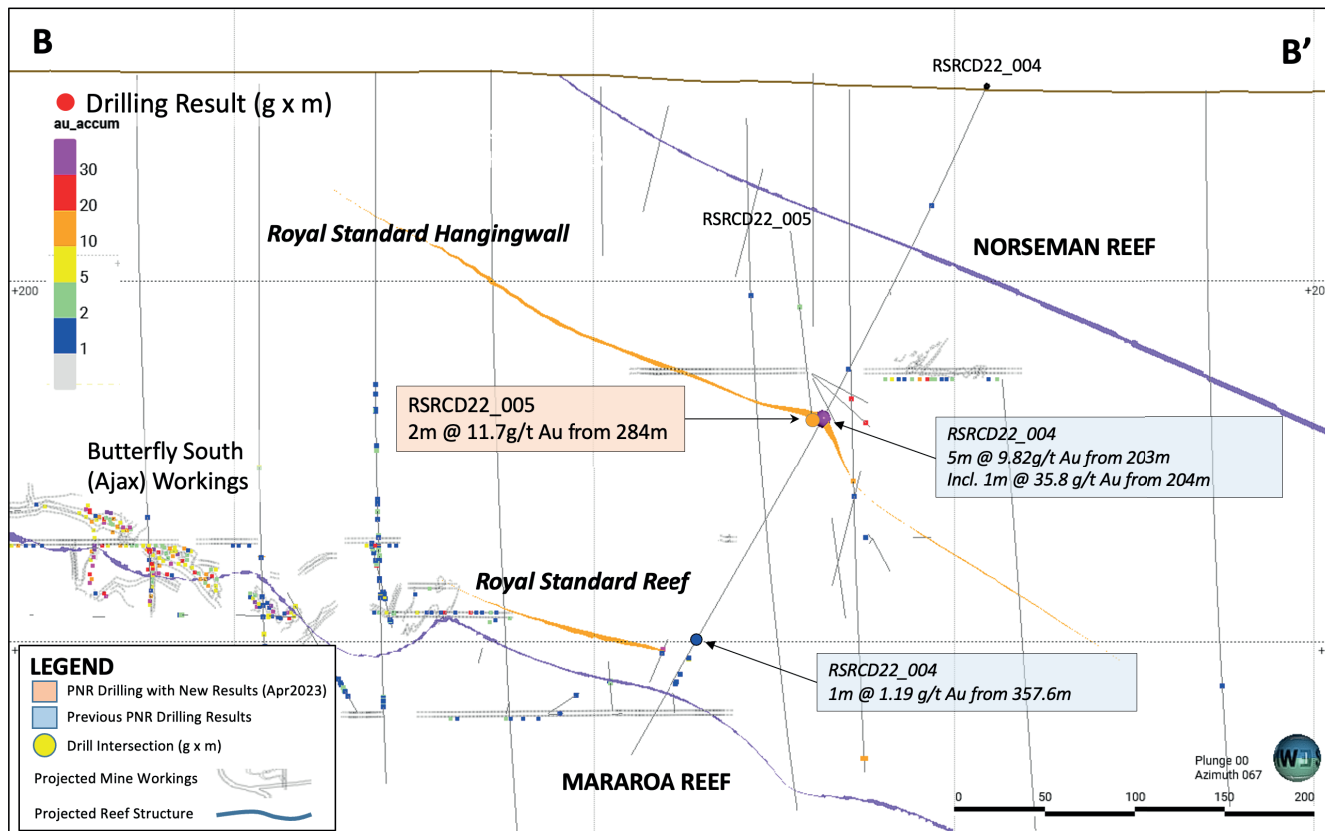 B
B'
RSRCD22_004
Drilling Result (g x m)
au_accum
30
20
10
5
2
1
Royal Standard Hangingwall
RSRCD22_005
NORSEMAN REEF
+200
+20
RSRCD22_005
2m @ 11.7g/t Au from 284m
RSRCD22_004
5m @ 9.82g/t Au from 203m
Incl. 1m @ 35.8 g/t Au from 204m
Butterfly South
(Ajax) Workings
Royal Standard Reef
RSRCD22_004
1m @ 1.19 g/t Au from 357.6m
LEGEND
PNR Drilling with New Results (Apr2023)
Previous PNR Drilling Results
Drill Intersection (g x m)
Projected Mine Workings
Projected Reef Structure
MARAROA REEF
Plunge 00
Azimuth 067
W
0 50 100 150 200